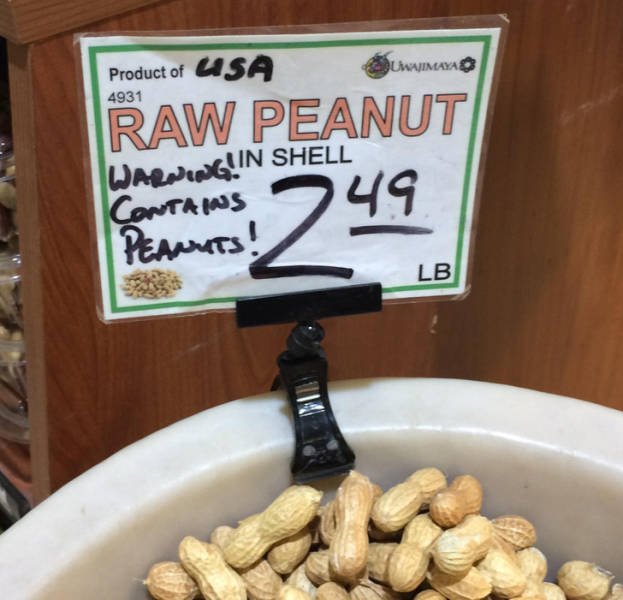 Product of USA
UWAJIMAYA
4931
RAW PEANUT
IN SHELL
WARNING!
CONTAINS
PEANUTS!
2 49
LB